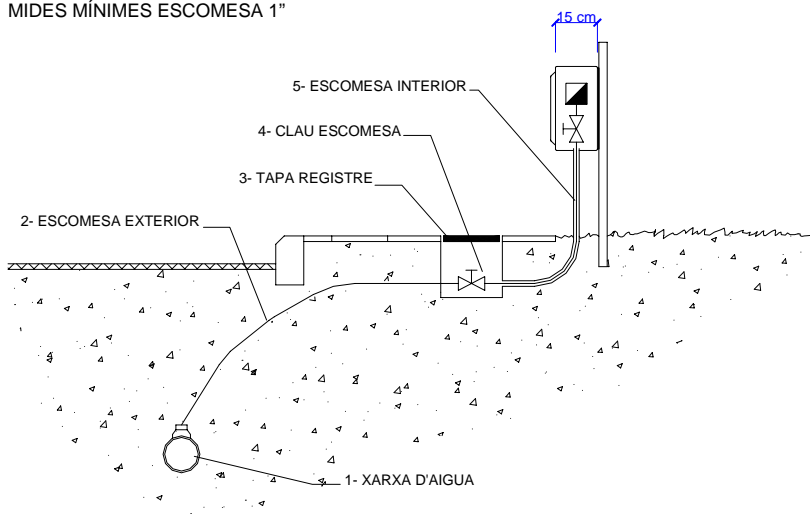 MIDES MÍNIMES ESCOMESA 1”
15 cm
5- ESCOMESA INTERIOR
4- CLAU ESCOMESA
3- TAPA REGISTRE
2- ESCOMESA EXTERIOR
1- XARXA D'AIGUA